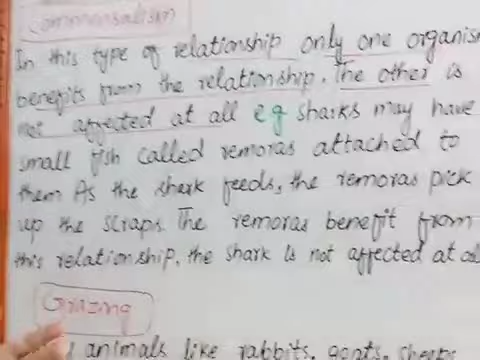 Commensalism
In this type of relationship only one organis
benefits from the relationship. The other is
not affected at all eg sharks may have
small fish called remoras attached to
them As the shark feeds, the remoras pick
up the scraps. The remoras benefit from
this relationship, the shark is not affected at al
Grazing
animals like rabbits, goats, sheeps